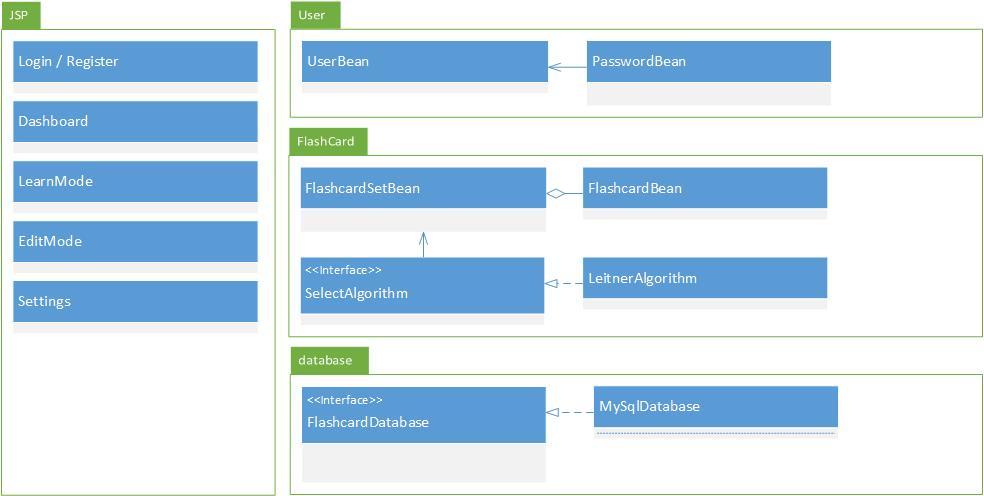 JSP
Login / Register
Dashboard
LearnMode
EditMode
Settings
User
UserBean
PasswordBean
FlashCard
FlashcardSetBean
FlashcardBean
<<Interface>>
SelectAlgorithm
LeitnerAlgorithm
database
<<Interface>>
FlashcardDatabase
MySqlDatabase